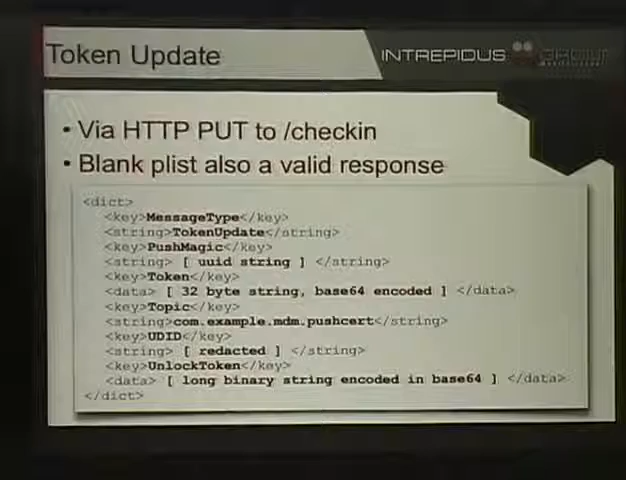 Token Update
INTREPIDUS GROUP
• Via HTTP PUT to /checkin
• Blank plist also a valid response
<dict>
<key>MessageType</key>
<string>TokenUpdate</string>
<key>PushMagic</key>
<string> [ uuid string ] </string>
<key>Token</key>
<data> [ 32 byte string, base64 encoded ] </data>
<key>Topic</key>
<string>com.example.mdm.pushcert</string>
<key>UDID</key>
<string> [ redacted ] </string>
<key>UnlockToken</key>
<data> [ long binary string encoded in base64 ] </data>
</dict>